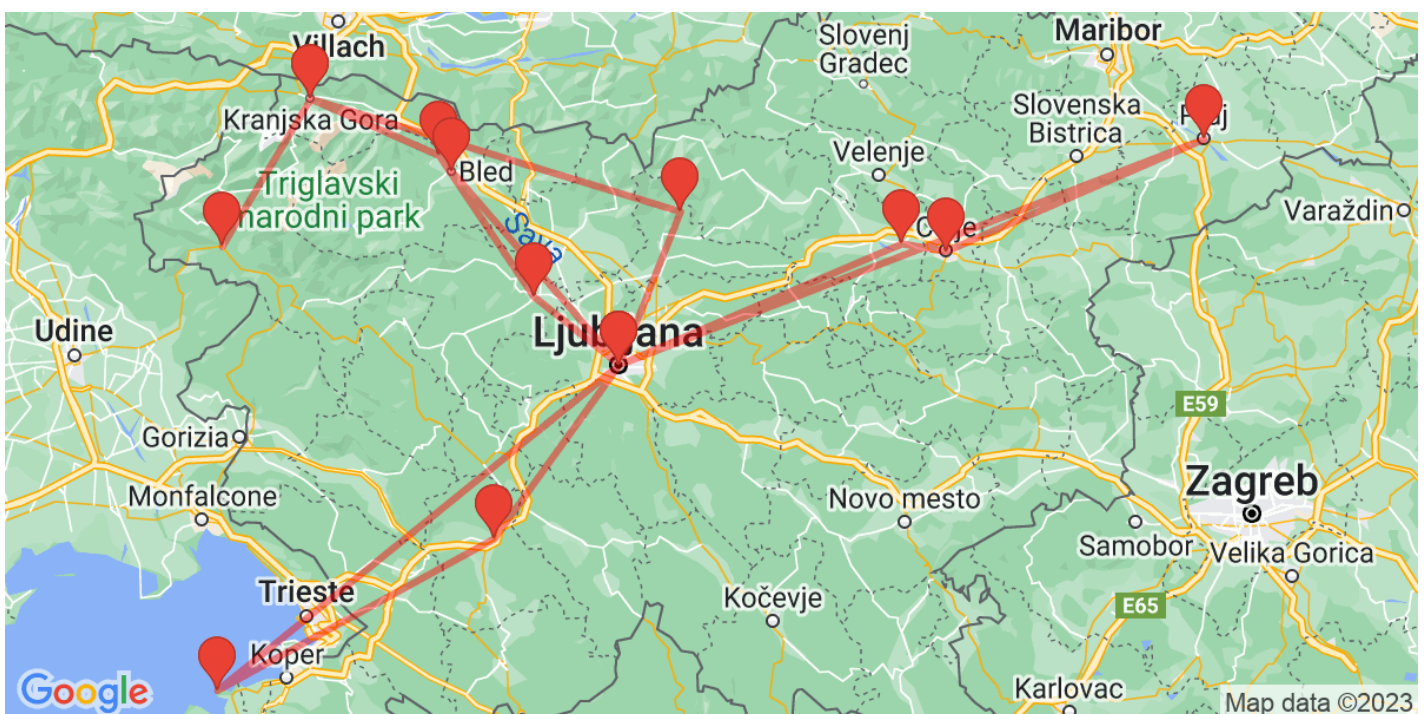 Villach
Slovenj
Gradec
Maribor
Kranjska Gora
Slovenska
Bistrica
Velenje
Bled
Triglavski
narodni park
Varaždin
Sava
Udine
E59
Gorizia
Monfalcone
Novo mesto
Zagreb
Samobor
Velika Gorica
Trieste
Kočevje
E65
Koper
Google
Karlovac
Map data ©2023